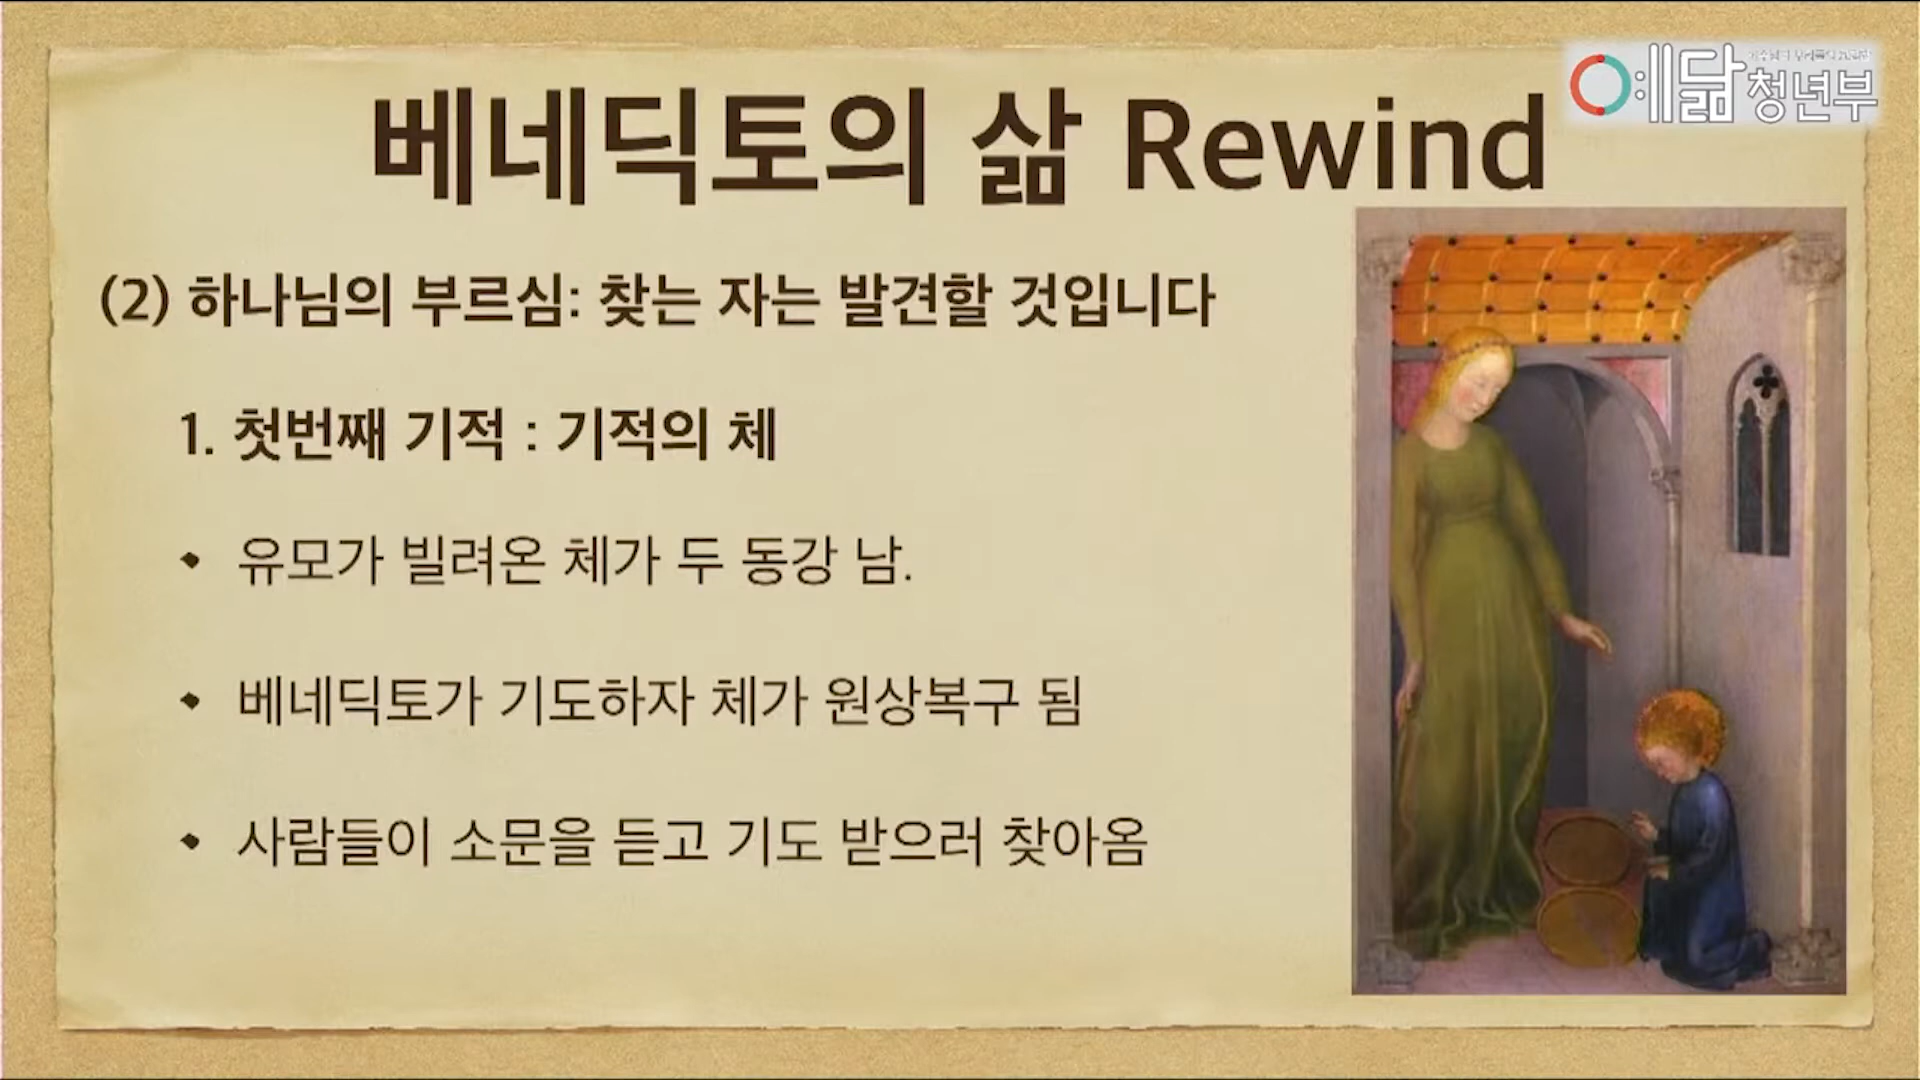 베네딕토의 삶 Rewind
예닮 청년부
(2) 하나님의 부르심: 찾는 자는 발견할 것입니다
1. 첫번째 기적 : 기적의 체
• 유모가 빌려온 체가 두 동강 남.
• 베네딕토가 기도하자 체가 원상복구 됨
• 사람들이 소문을 듣고 기도 받으러 찾아옴